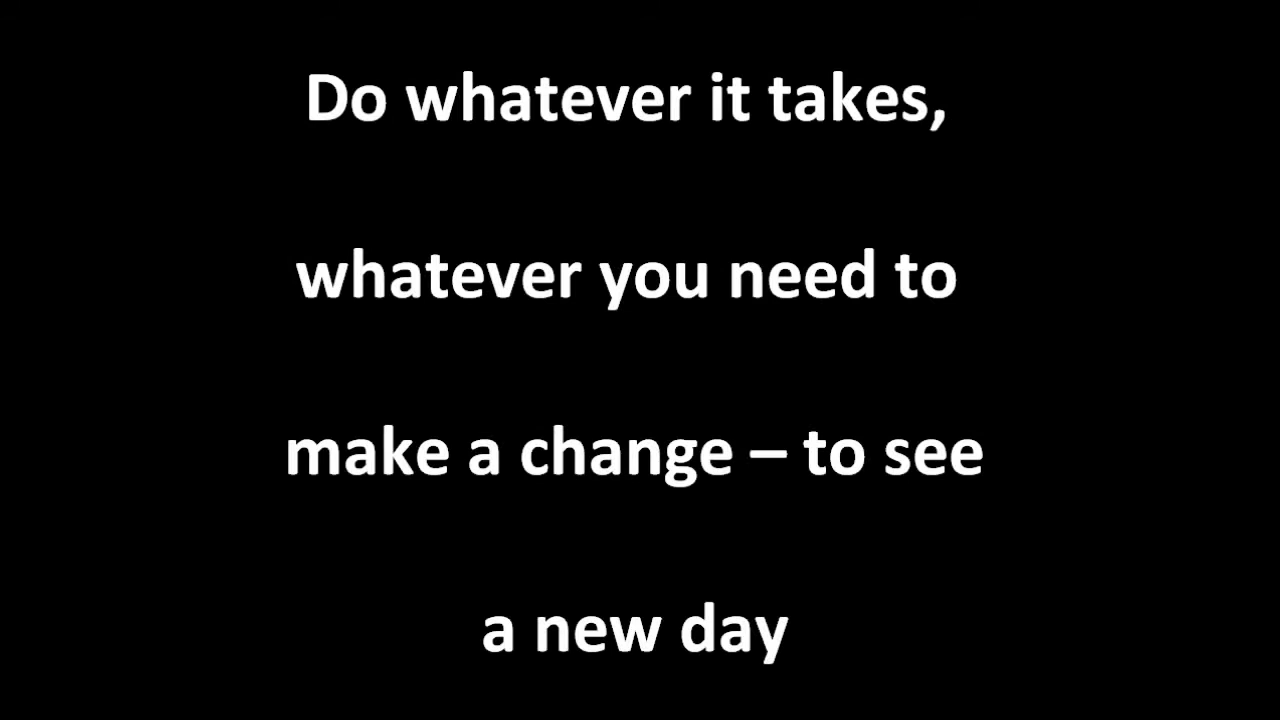 Do whatever it takes,
whatever you need to
make a change – to see
a new day